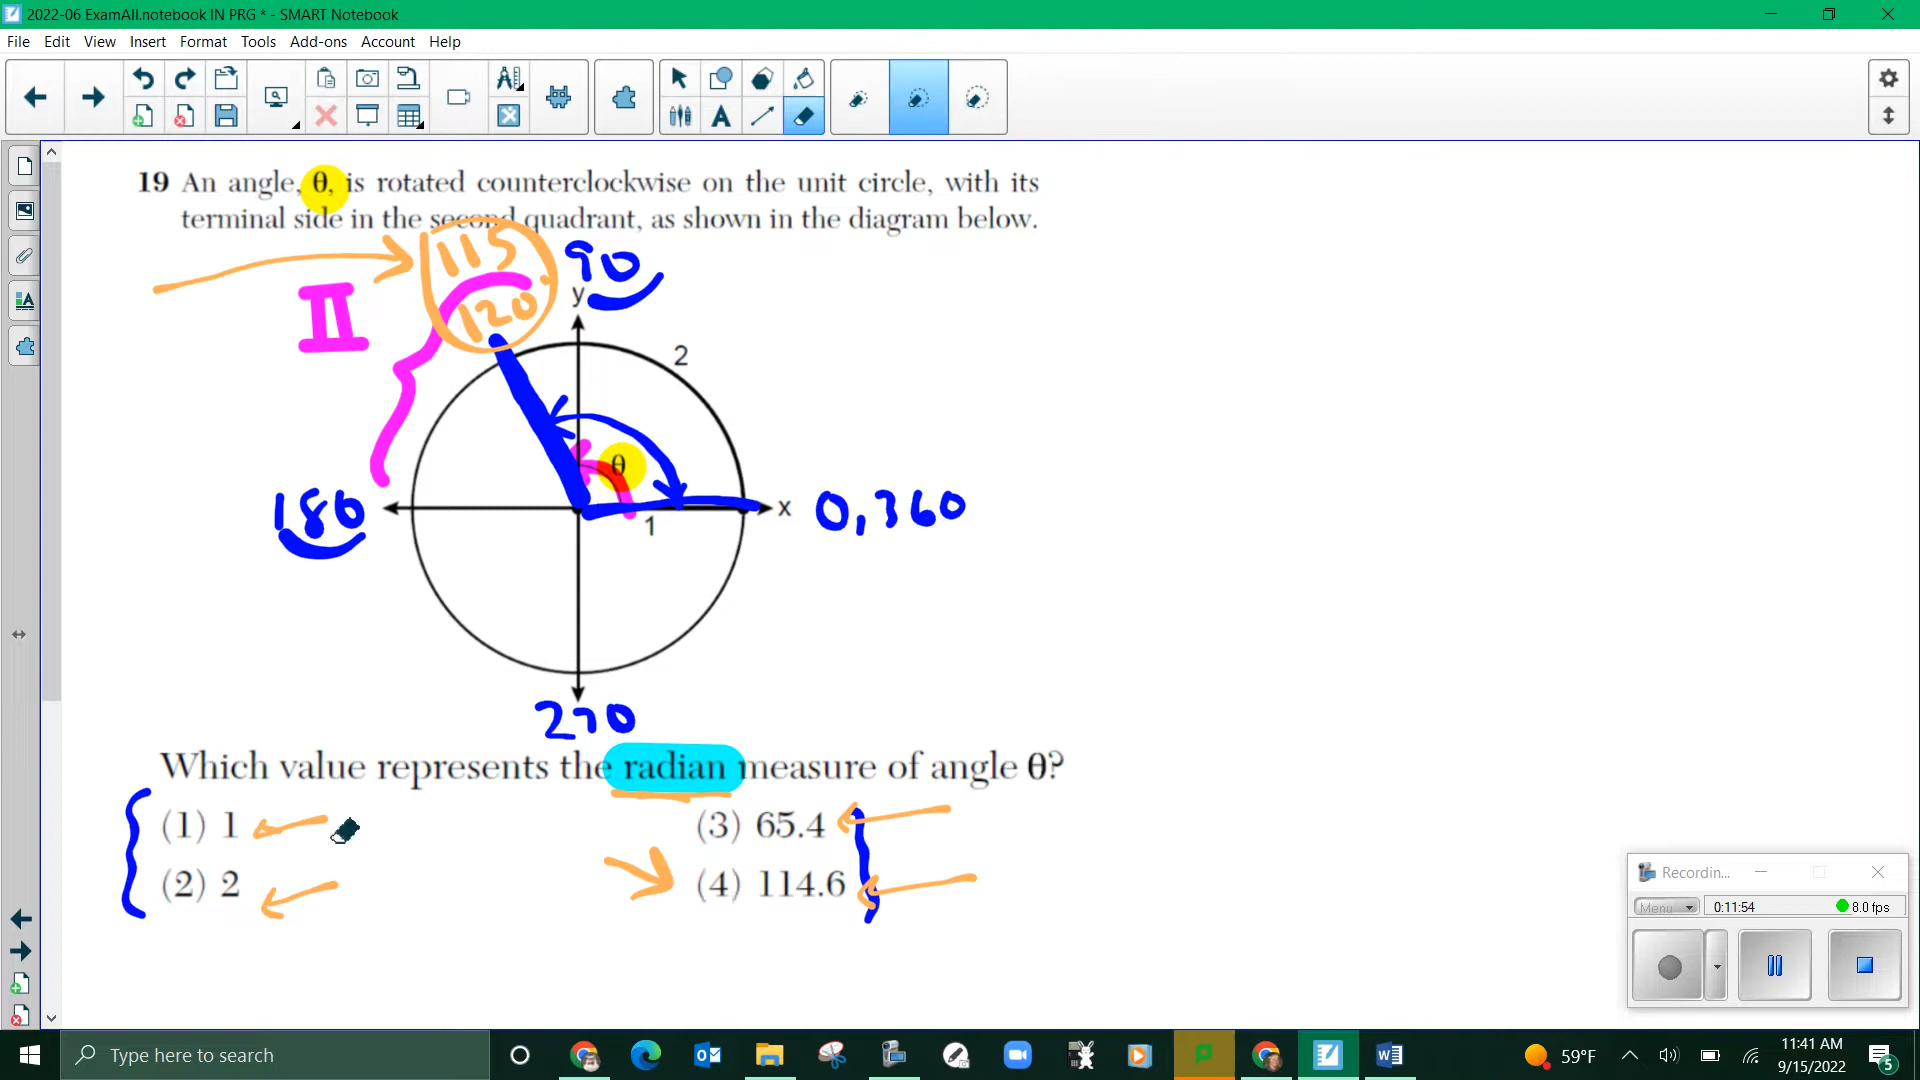 2022-06 ExamAll.notebook IN PRG * - SMART Notebook
File Edit View Insert Format Tools Add-ons Account Help
19 An angle, θ, is rotated counterclockwise on the unit circle, with its
terminal side in the second quadrant, as shown in the diagram below.
115
120
90
II
y
2
θ
180
x
0, 360
1
270
Which value represents the radian measure of angle θ?
(1) 1
(3) 65.4
(2) 2
(4) 114.6
Recordin...
Menu
0:11:54
8.0 fps
Type here to search
59°F
11:41 AM
9/15/2022
5